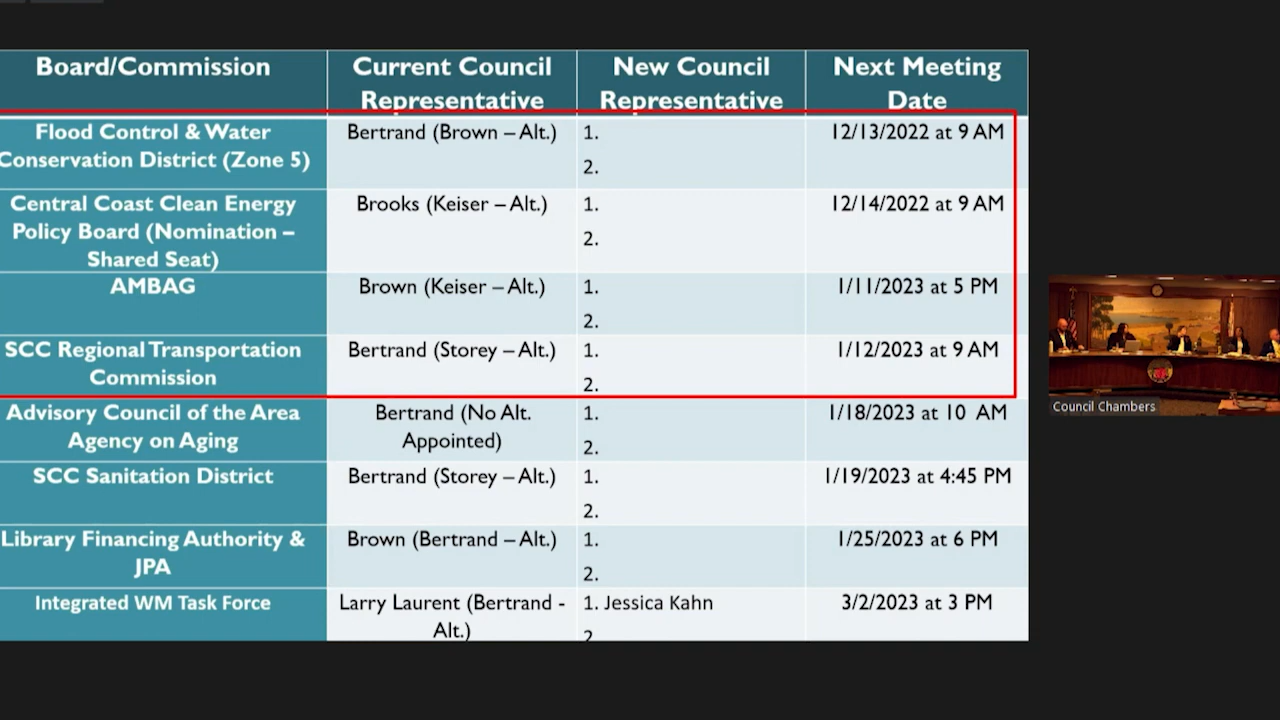 Board/Commission
Current Council
Representative
New Council
Representative
Next Meeting
Date
Flood Control & Water
Conservation District (Zone 5)
Bertrand (Brown – Alt.)
1.
2.
12/13/2022 at 9 AM
Central Coast Clean Energy
Policy Board (Nomination –
Shared Seat)
Brooks (Keiser – Alt.)
1.
2.
12/14/2022 at 9 AM
AMBAG
Brown (Keiser – Alt.)
1.
2.
1/11/2023 at 5 PM
SCC Regional Transportation
Commission
Bertrand (Storey – Alt.)
1.
2.
1/12/2023 at 9 AM
Advisory Council of the Area
Agency on Aging
Bertrand (No Alt.
Appointed)
1.
2.
1/18/2023 at 10 AM
SCC Sanitation District
Bertrand (Storey – Alt.)
1.
2.
1/19/2023 at 4:45 PM
Library Financing Authority &
JPA
Brown (Bertrand – Alt.)
1.
2.
1/25/2023 at 6 PM
Integrated WM Task Force
Larry Laurent (Bertrand -
Alt.)
1. Jessica Kahn
2
3/2/2023 at 3 PM
Council Chambers